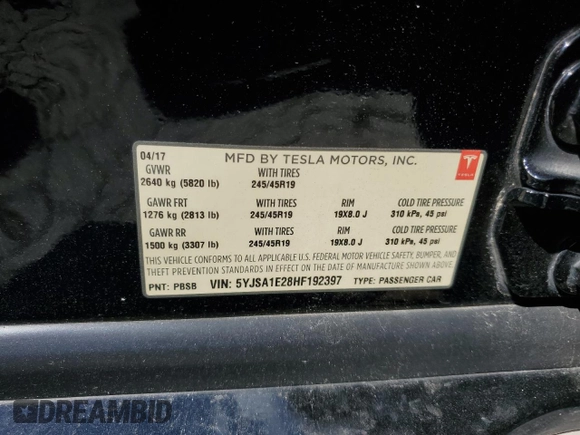 04/17 MFD BY TESLA MOTORS, INC.
TESLA
GVWR WITH TIRES
2640 kg (5820 lb) 245/45R19
GAWR FRT WITH TIRES RIM COLD TIRE PRESSURE
1276 kg (2813 lb) 245/45R19 19X8.0 J 310 kPa, 45 psi
GAWR RR WITH TIRES RIM COLD TIRE PRESSURE
1500 kg (3307 lb) 245/45R19 19X8.0 J 310 kPa, 45 psi
THIS VEHICLE CONFORMS TO ALL APPLICABLE U.S. FEDERAL MOTOR VEHICLE SAFETY, BUMPER, AND
THEFT PREVENTION STANDARDS IN EFFECT ON THE DATE OF MANUFACTURE SHOWN ABOVE.
PNT: PBSB VIN: 5YJSA1E28HF192397 TYPE: PASSENGER CAR
DREAMBID